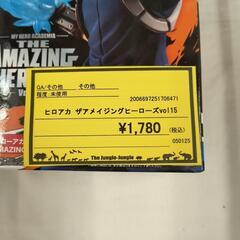 MY HERO ACADEMIA
THE
AMAZING
HER
GA/その他 その他
程度:未使用
2006697251706471
ヒロアカ ザアメイジングヒーローズvol15
¥1,780 (税込)
050125
The Jungle-Jungle